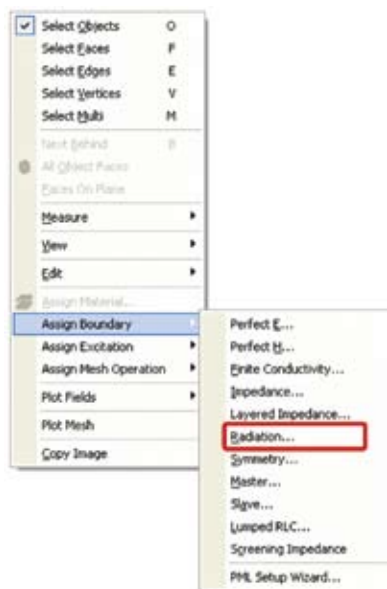 Select Objects O
Select Faces F
Select Edges E
Select Vertices V
Select Multi M
Next Behind B
All Object Faces
Faces On Plane
Measure
View
Edit
Assign Material...
Assign Boundary
Assign Excitation
Assign Mesh Operation
Plot Fields
Plot Mesh
Copy Image
Perfect E...
Perfect H...
Finite Conductivity...
Impedance...
Layered Impedance...
Radiation...
Symmetry...
Master...
Slave...
Lumped RLC...
Screening Impedance
PML Setup Wizard...